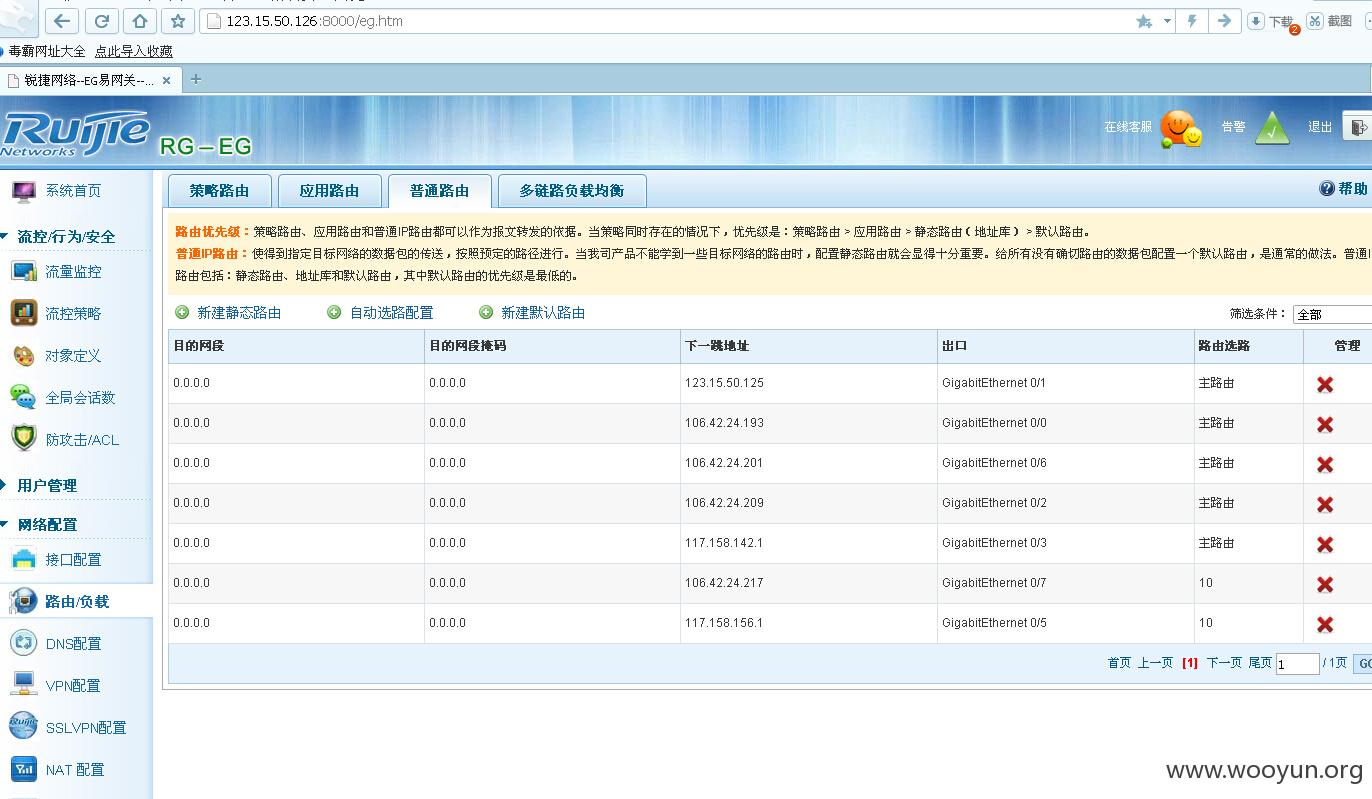 123.15.50.126:8000/eg.htm
下载
2
截图
毒霸网址大全 点此导入收藏
锐捷网络--EG易网关--...
Ruijie Networks RG-EG
在线客服 告警 退出
系统首页
流控/行为/安全
流量监控
流控策略
对象定义
全局会话数
防攻击/ACL
用户管理
网络配置
接口配置
路由/负载
DNS配置
VPN配置
SSLVPN配置
NAT 配置
策略路由 应用路由 普通路由 多链路负载均衡
帮助
路由优先级：策略路由、应用路由和普通IP路由都可以作为报文转发的依据。当策略同时存在的情况下，优先级是：策略路由 > 应用路由 > 静态路由（地址库）> 默认路由。
普通IP路由：使得到指定目标网络的数据包的传送，按照预定的路径进行。当我司产品不能学到一些目标网络的路由时，配置静态路由就会显得十分重要。给所有没有确切路由的数据包配置一个默认路由，是通常的做法。普通I
路由包括：静态路由、地址库和默认路由，其中默认路由的优先级是最低的。
新建静态路由 自动选路配置 新建默认路由
筛选条件： 全部
目的网段 目的网段掩码 下一跳地址 出口 路由选路 管理
0.0.0.0 0.0.0.0 123.15.50.125 GigabitEthernet 0/1 主路由
0.0.0.0 0.0.0.0 106.42.24.193 GigabitEthernet 0/0 主路由
0.0.0.0 0.0.0.0 106.42.24.201 GigabitEthernet 0/6 主路由
0.0.0.0 0.0.0.0 106.42.24.209 GigabitEthernet 0/2 主路由
0.0.0.0 0.0.0.0 117.158.142.1 GigabitEthernet 0/3 主路由
0.0.0.0 0.0.0.0 106.42.24.217 GigabitEthernet 0/7 10
0.0.0.0 0.0.0.0 117.158.156.1 GigabitEthernet 0/5 10
首页 上一页 [1] 下一页 尾页 1 / 1页 GO
www.wooyun.org